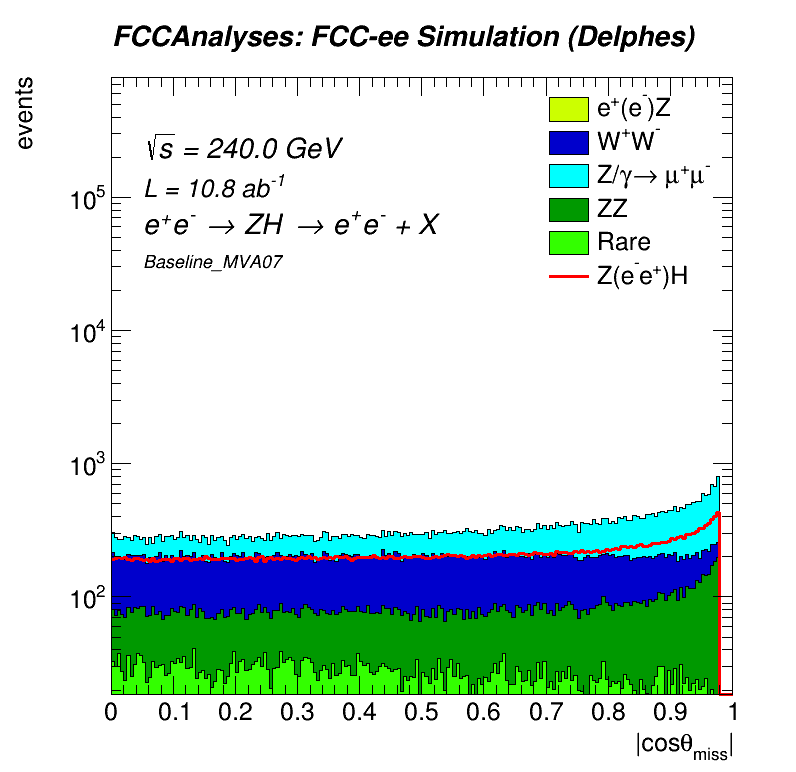 FCCAnalyses: FCC-ee Simulation (Delphes)
events
√s = 240.0 GeV
L = 10.8 ab⁻¹
e⁺e⁻ → ZH → e⁺e⁻ + X
Baseline_MVA07
e⁺(e⁻)Z
W⁺W⁻
Z/γ→ μ⁺μ⁻
ZZ
Rare
Z(e⁻e⁺)H
10⁵
10⁴
10³
10²
0 0.1 0.2 0.3 0.4 0.5 0.6 0.7 0.8 0.9 1
|cosθ_miss|